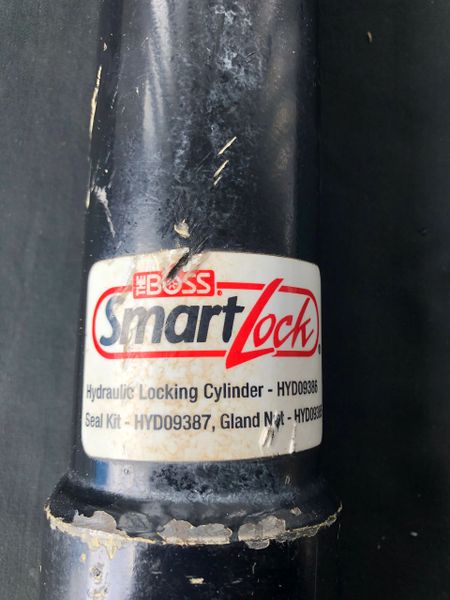 THE BOSS
SmartLock
Hydraulic Locking Cylinder - HYD09386
Seal Kit - HYD09387, Gland Nut -